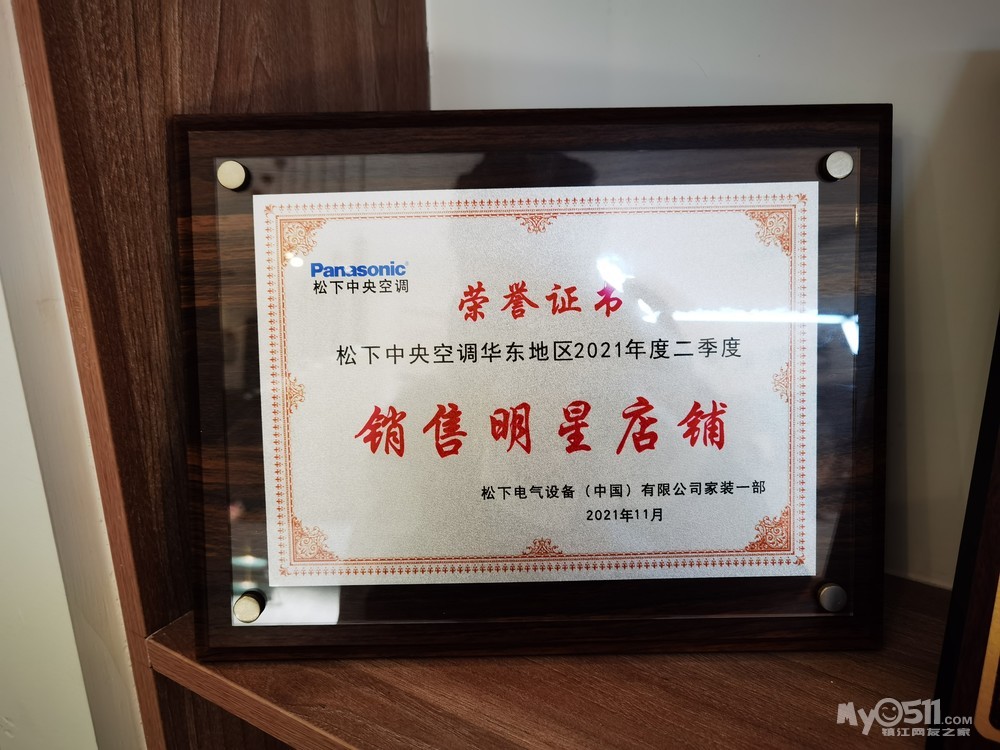 Panasonic
松下中央空调
荣誉证书
松下中央空调华东地区2021年度二季度
销售明星店铺
松下电气设备（中国）有限公司家装一部
2021年11月
My0511.COM
镇江网友之家